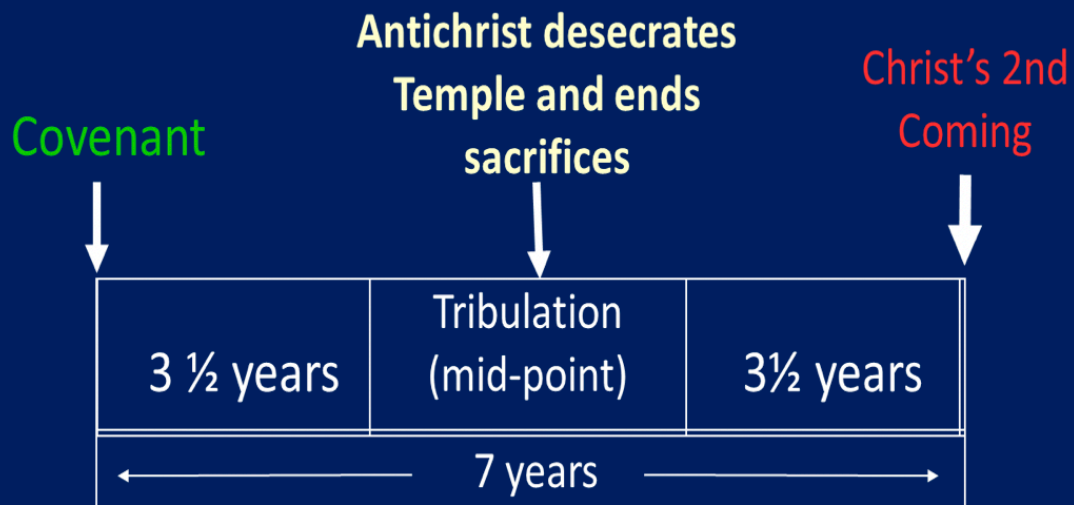 Antichrist desecrates
Temple and ends
sacrifices
Christ's 2nd
Coming
Covenant
3 ½ years
Tribulation
(mid-point)
3½ years
7 years